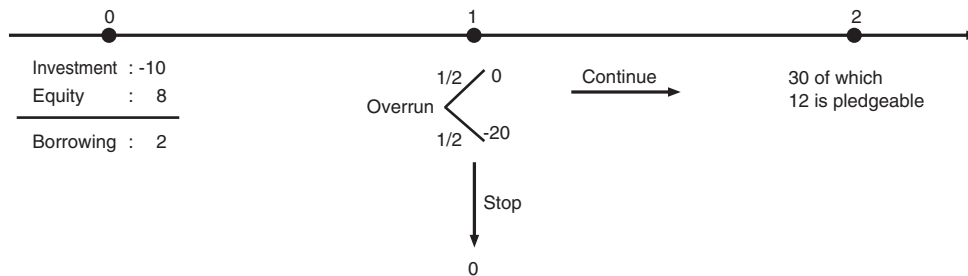 0 1 2
Investment : -10
Equity : 8
Borrowing : 2
Overrun
1/2 0
1/2 -20
Continue
30 of which
12 is pledgeable
Stop
0